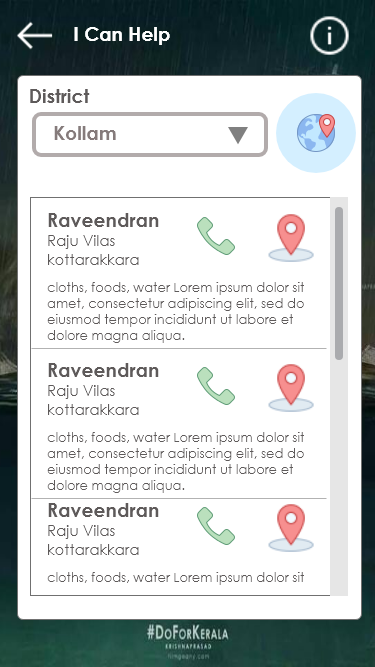 I Can Help
District
Kollam
Raveendran
Raju Vilas
kottarakkara
cloths, foods, water Lorem ipsum dolor sit
amet, consectetur adipiscing elit, sed do
eiusmod tempor incididunt ut labore et
dolore magna aliqua.
Raveendran
Raju Vilas
kottarakkara
cloths, foods, water Lorem ipsum dolor sit
amet, consectetur adipiscing elit, sed do
eiusmod tempor incididunt ut labore et
dolore magna aliqua.
Raveendran
Raju Vilas
kottarakkara
cloths, foods, water Lorem ipsum dolor sit
#DoForKerala
KRISHNAPRASAD